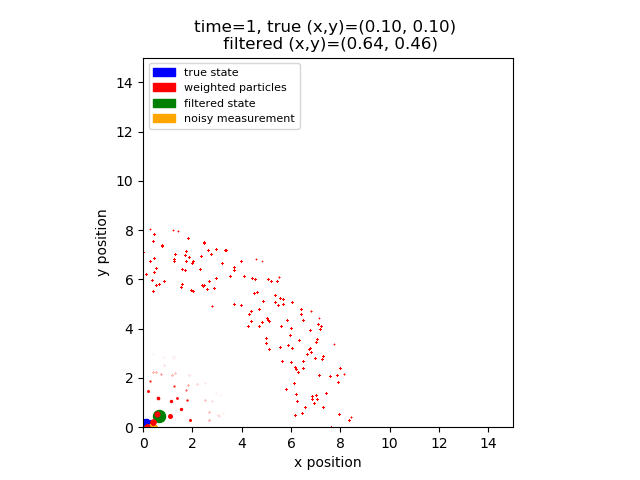 time=1, true (x,y)=(0.10, 0.10)
filtered (x,y)=(0.64, 0.46)
true state
weighted particles
filtered state
noisy measurement
14
12
10
8
6
4
2
0
y position
0 2 4 6 8 10 12 14
x position